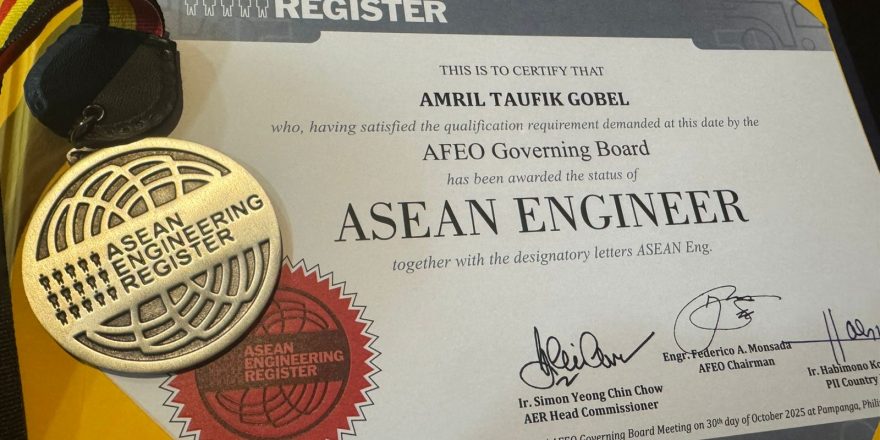 REGISTER
THIS IS TO CERTIFY THAT
AMRIL TAUFIK GOBEL
who, having satisfied the qualification requirement demanded at this date by the
AFEO Governing Board
has been awarded the status of
ASEAN ENGINEER
together with the designatory letters ASEAN Eng.
ASEAN
ENGINEERING
REGISTER
ASEAN
ENGINEERING
REGISTER
Ir. Simon Yeong Chin Chow
AER Head Commissioner
Engr. Federico A. Monsada
AFEO Chairman
Ir. Habimono
PII Country
AFEO Governing Board Meeting on 30th day of October 2025 at Pampanga,